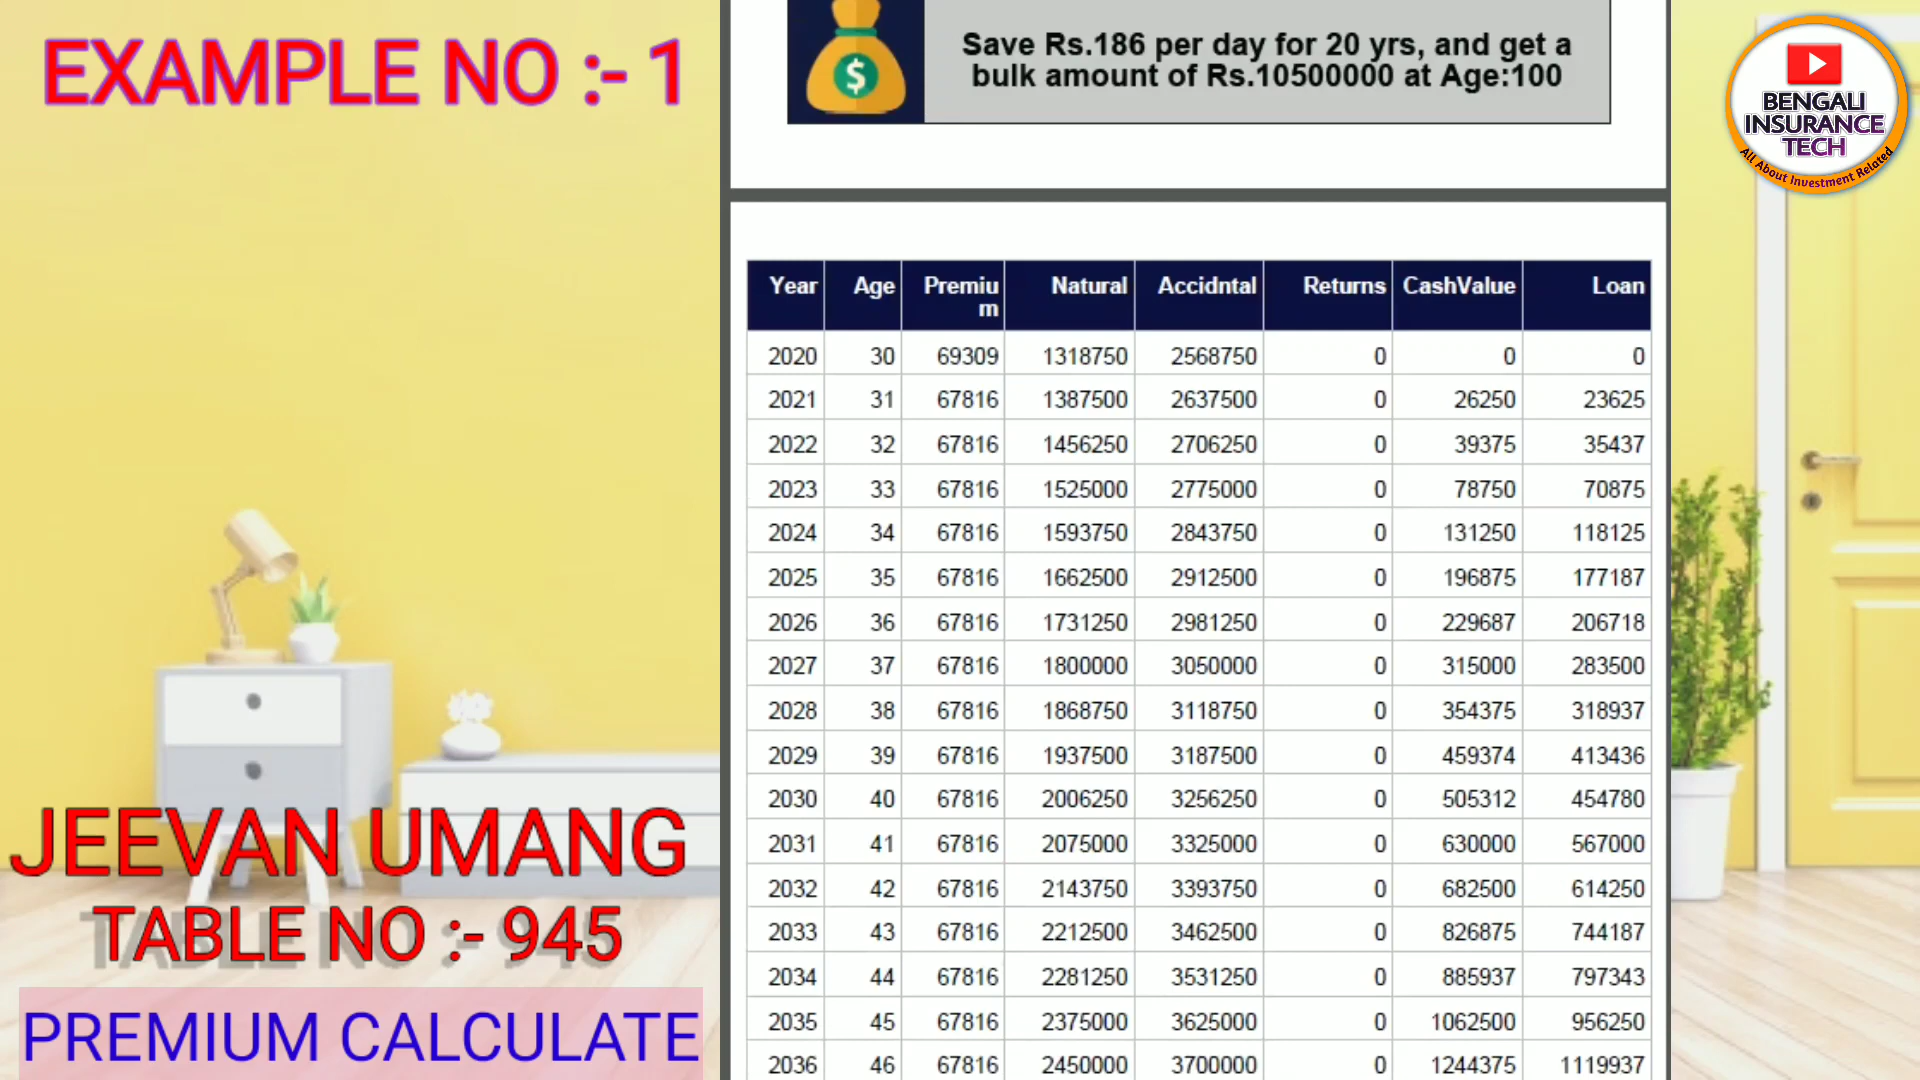 EXAMPLE NO :- 1
$
Save Rs.186 per day for 20 yrs, and get a
bulk amount of Rs.10500000 at Age:100
BENGALI
INSURANCE
TECH
All About Investment Related
Year Age Premiu Natural Accidntal Returns CashValue Loan
m
2020 30 69309 1318750 2568750 0 0 0
2021 31 67816 1387500 2637500 0 26250 23625
2022 32 67816 1456250 2706250 0 39375 35437
2023 33 67816 1525000 2775000 0 78750 70875
2024 34 67816 1593750 2843750 0 131250 118125
2025 35 67816 1662500 2912500 0 196875 177187
2026 36 67816 1731250 2981250 0 229687 206718
2027 37 67816 1800000 3050000 0 315000 283500
2028 38 67816 1868750 3118750 0 354375 318937
2029 39 67816 1937500 3187500 0 459374 413436
2030 40 67816 2006250 3256250 0 505312 454780
2031 41 67816 2075000 3325000 0 630000 567000
2032 42 67816 2143750 3393750 0 682500 614250
2033 43 67816 2212500 3462500 0 826875 744187
2034 44 67816 2281250 3531250 0 885937 797343
2035 45 67816 2375000 3625000 0 1062500 956250
2036 46 67816 2450000 3700000 0 1244375 1119937
JEEVAN UMANG
TABLE NO :- 945
PREMIUM CALCULATE